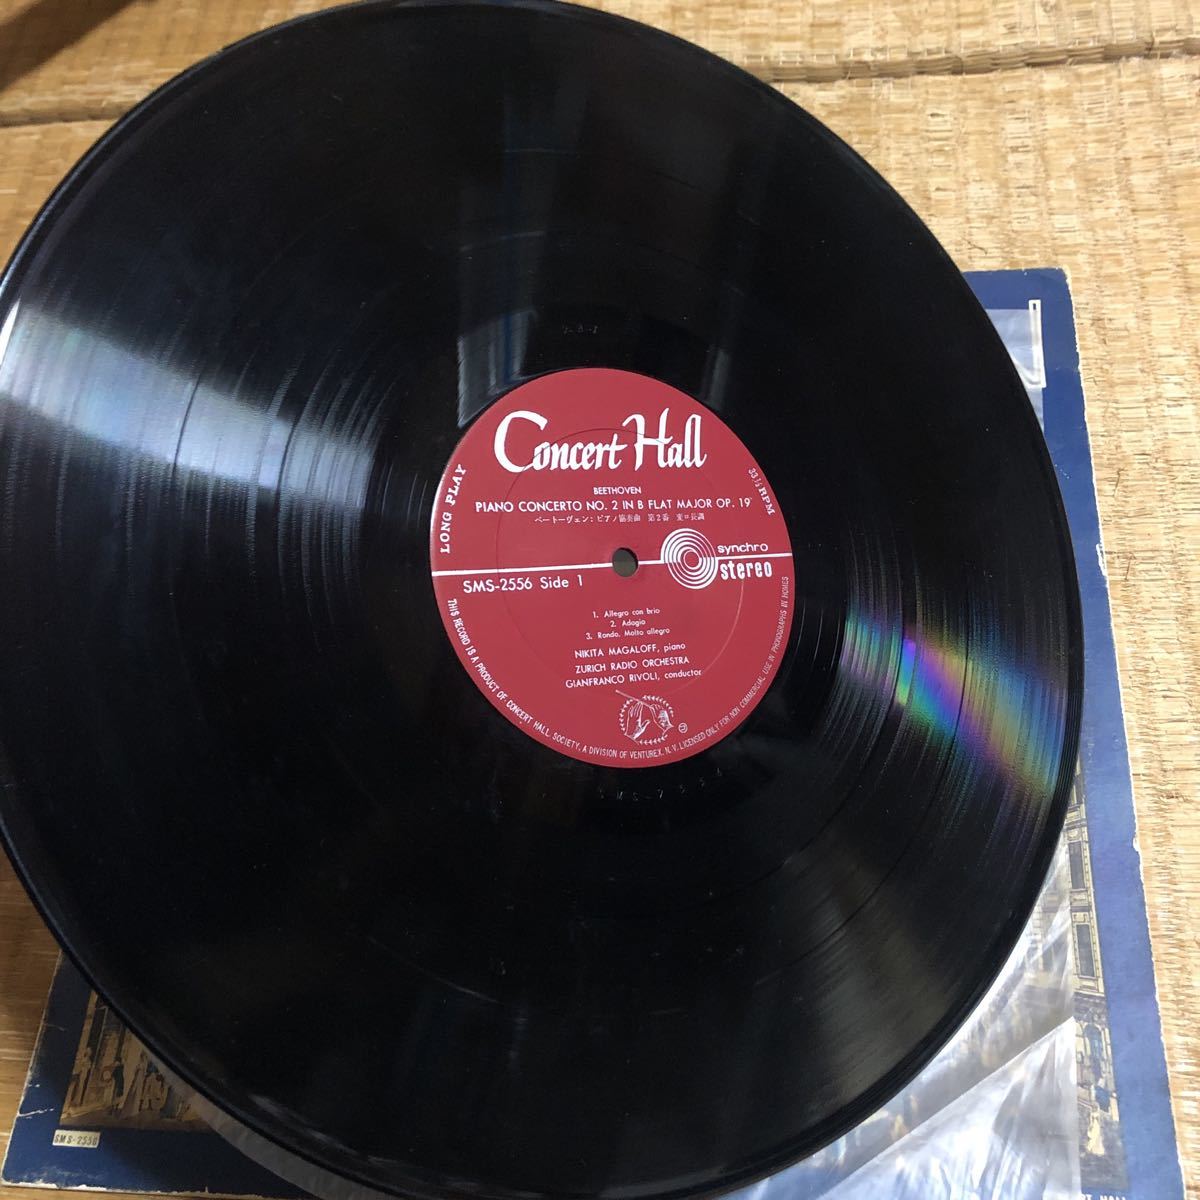 Concert Hall
BEETHOVEN
PIANO CONCERTO NO. 2 IN B FLAT MAJOR OP. 19
ベートーヴェン:ピアノ協奏曲 第2番 変ロ長調
LONG PLAY
33 1/3 RPM
synchro
stereo
SMS-2556 Side 1
1. Allegro con brio
2. Adagio
3. Rondo. Molto allegro
NIKITA MAGALOFF, piano
ZURICH RADIO ORCHESTRA
GIANFRANCO RIVOLI, conductor
THIS RECORD IS A PRODUCT OF CONCERT HALL SOCIETY, A DIVISION OF VENTUREX, N.V. LICENSED ONLY FOR NON COMMERCIAL USE IN PHONOGRAPHS IN HOMES
SMS-2556